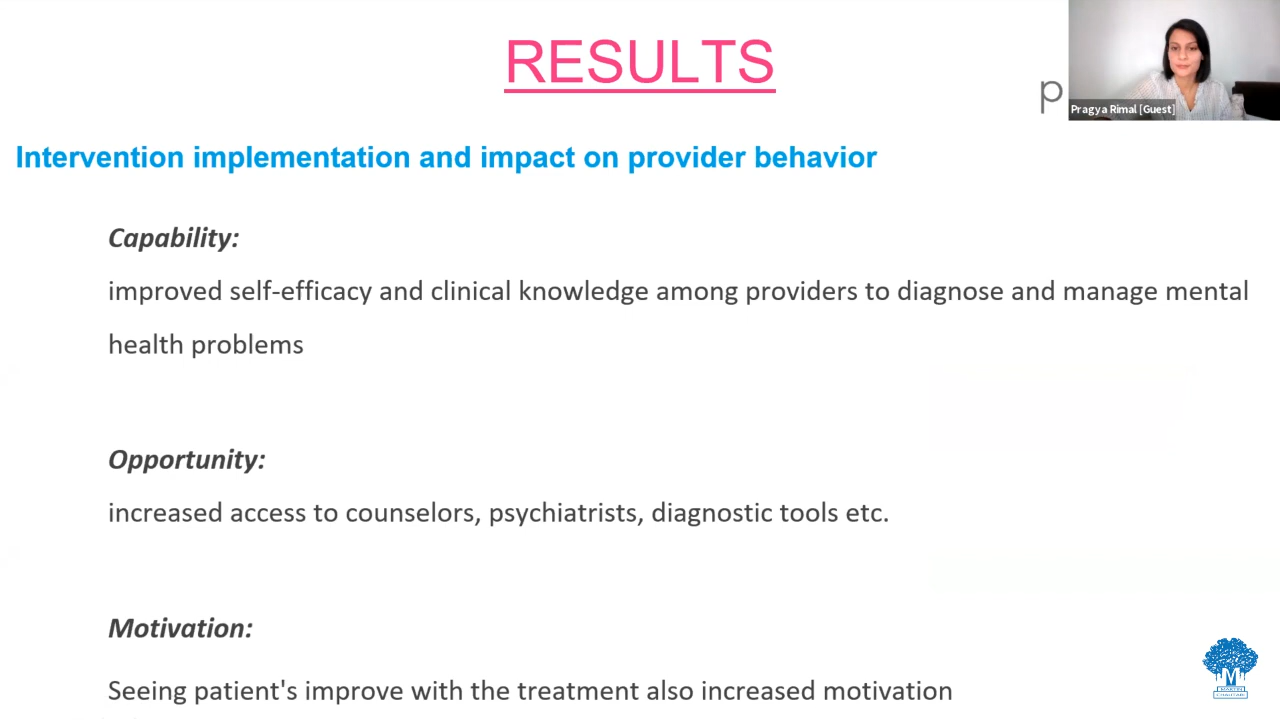 RESULTS
p
Pragya Rimal [Guest]
Intervention implementation and impact on provider behavior
Capability:
improved self-efficacy and clinical knowledge among providers to diagnose and manage mental
health problems
Opportunity:
increased access to counselors, psychiatrists, diagnostic tools etc.
Motivation:
Seeing patient's improve with the treatment also increased motivation
M
MARTIN
CHAUTARI